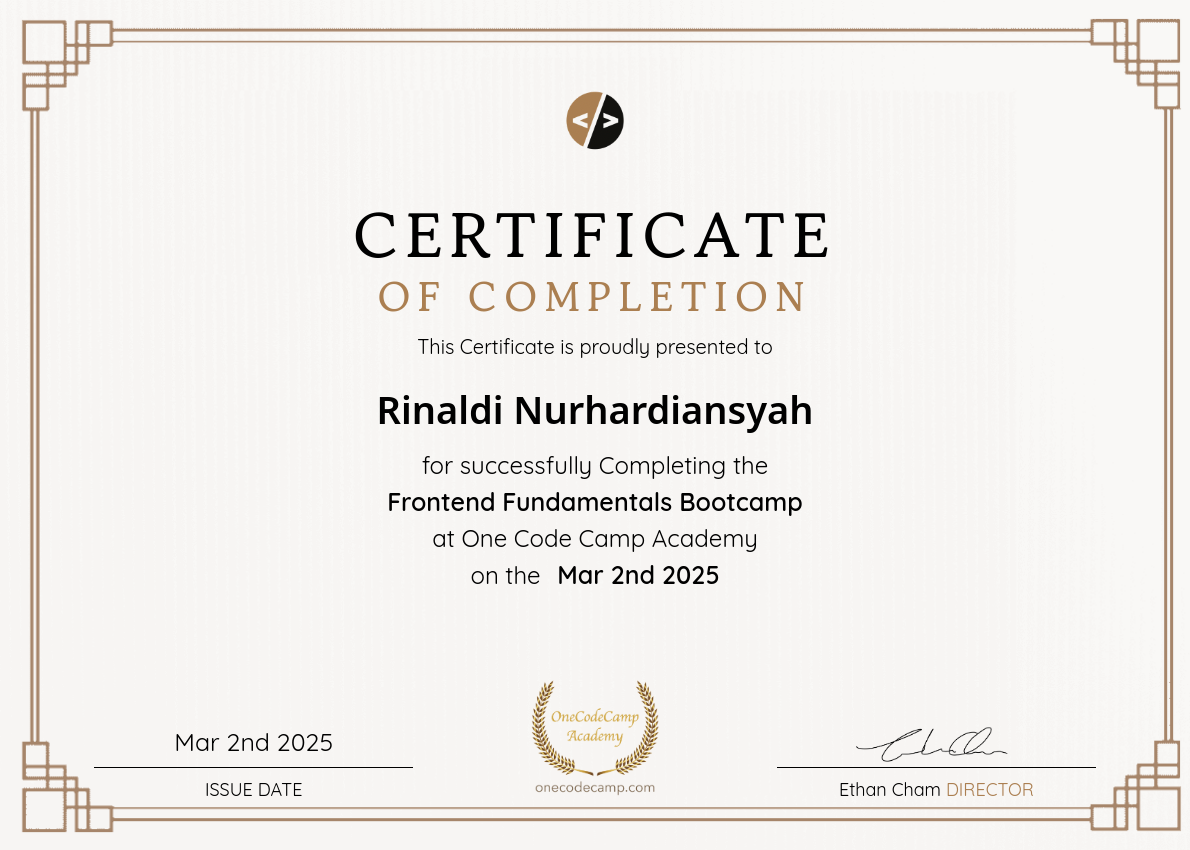 < / >
CERTIFICATE
OF COMPLETION
This Certificate is proudly presented to
Rinaldi Nurhardiansyah
for successfully Completing the
Frontend Fundamentals Bootcamp
at One Code Camp Academy
on the Mar 2nd 2025
Mar 2nd 2025
ISSUE DATE
OneCodeCamp
Academy
onecodecamp.com
Ethan Cham DIRECTOR